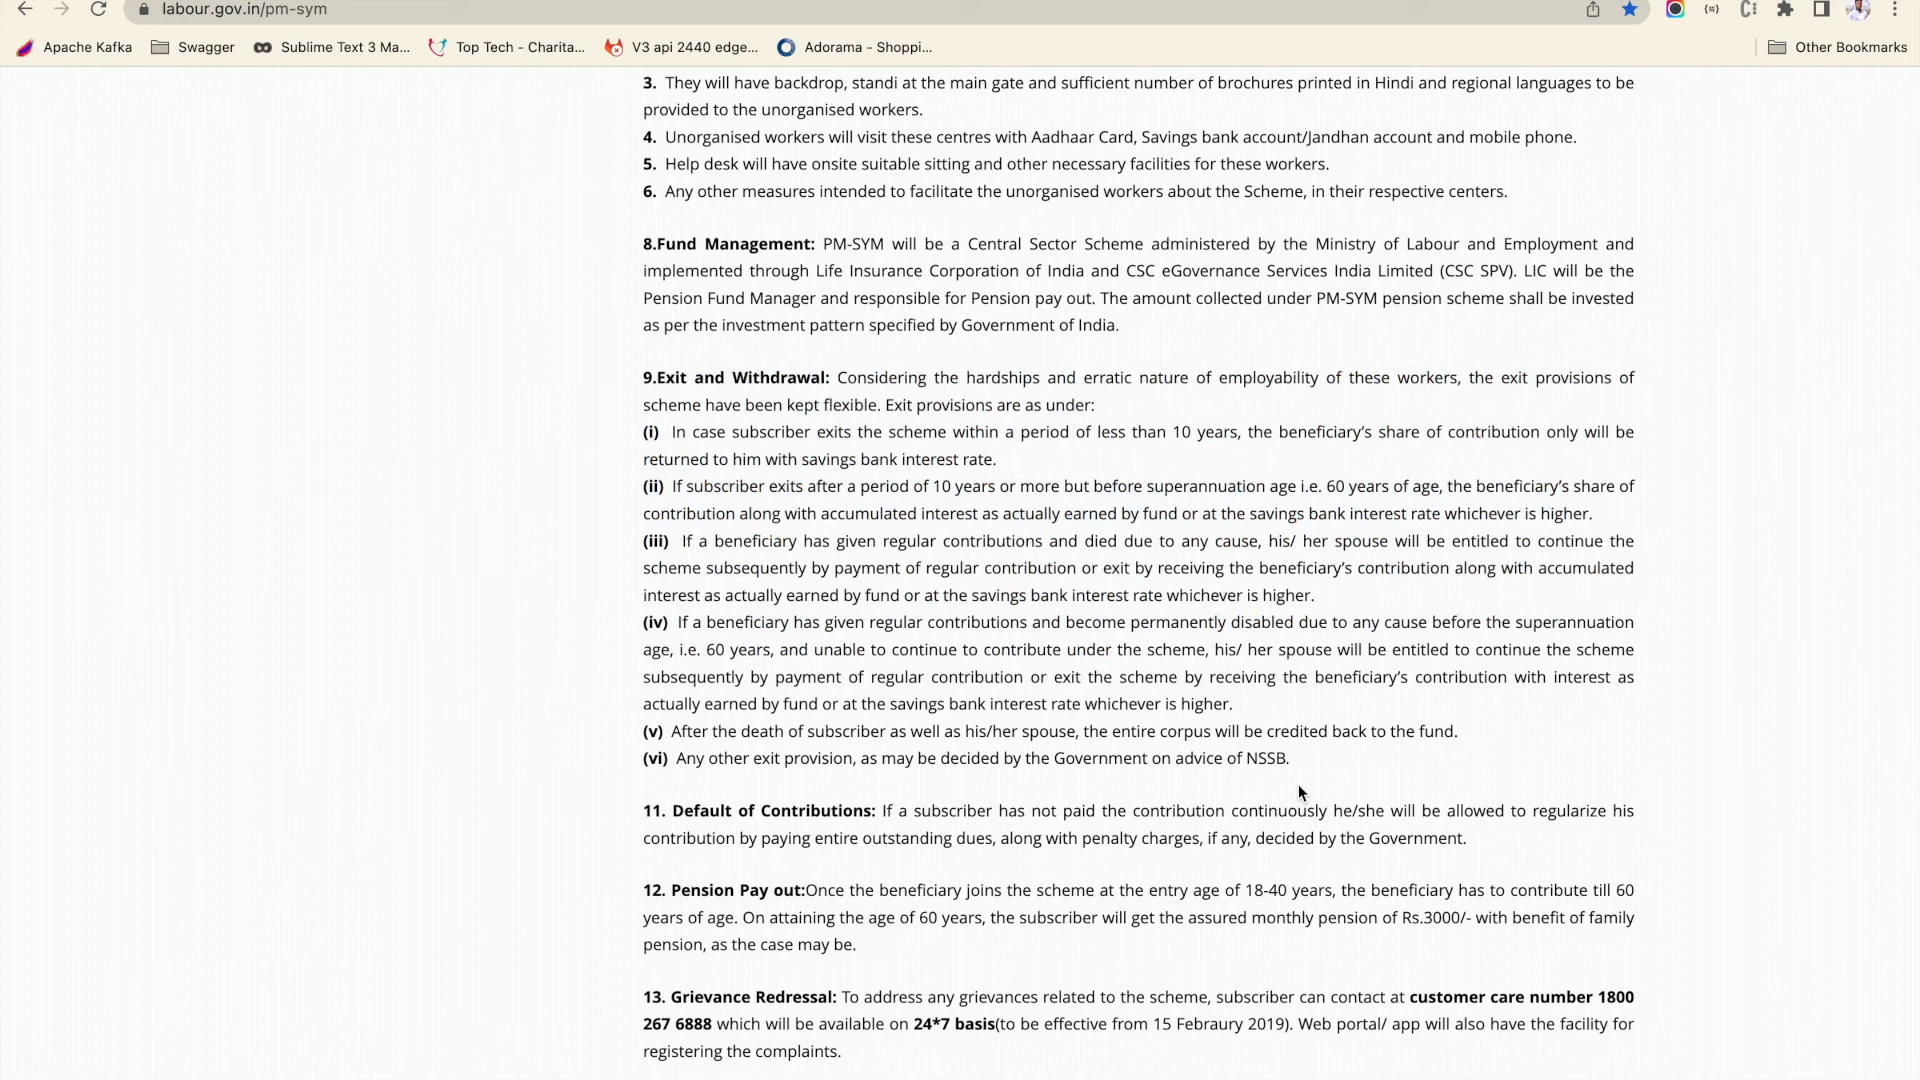 labour.gov.in/pm-sym
Apache Kafka Swagger Sublime Text 3 Ma... Top Tech - Charita... V3 api 2440 edge... Adorama - Shoppi... Other Bookmarks
3. They will have backdrop, standi at the main gate and sufficient number of brochures printed in Hindi and regional languages to be
provided to the unorganised workers.
4. Unorganised workers will visit these centres with Aadhaar Card, Savings bank account/Jandhan account and mobile phone.
5. Help desk will have onsite suitable sitting and other necessary facilities for these workers.
6. Any other measures intended to facilitate the unorganised workers about the Scheme, in their respective centers.
8.Fund Management: PM-SYM will be a Central Sector Scheme administered by the Ministry of Labour and Employment and
implemented through Life Insurance Corporation of India and CSC eGovernance Services India Limited (CSC SPV). LIC will be the
Pension Fund Manager and responsible for Pension pay out. The amount collected under PM-SYM pension scheme shall be invested
as per the investment pattern specified by Government of India.
9.Exit and Withdrawal: Considering the hardships and erratic nature of employability of these workers, the exit provisions of
scheme have been kept flexible. Exit provisions are as under:
(i) In case subscriber exits the scheme within a period of less than 10 years, the beneficiary's share of contribution only will be
returned to him with savings bank interest rate.
(ii) If subscriber exits after a period of 10 years or more but before superannuation age i.e. 60 years of age, the beneficiary's share of
contribution along with accumulated interest as actually earned by fund or at the savings bank interest rate whichever is higher.
(iii) If a beneficiary has given regular contributions and died due to any cause, his/ her spouse will be entitled to continue the
scheme subsequently by payment of regular contribution or exit by receiving the beneficiary's contribution along with accumulated
interest as actually earned by fund or at the savings bank interest rate whichever is higher.
(iv) If a beneficiary has given regular contributions and become permanently disabled due to any cause before the superannuation
age, i.e. 60 years, and unable to continue to contribute under the scheme, his/ her spouse will be entitled to continue the scheme
subsequently by payment of regular contribution or exit the scheme by receiving the beneficiary's contribution with interest as
actually earned by fund or at the savings bank interest rate whichever is higher.
(v) After the death of subscriber as well as his/her spouse, the entire corpus will be credited back to the fund.
(vi) Any other exit provision, as may be decided by the Government on advice of NSSB.
11. Default of Contributions: If a subscriber has not paid the contribution continuously he/she will be allowed to regularize his
contribution by paying entire outstanding dues, along with penalty charges, if any, decided by the Government.
12. Pension Pay out:Once the beneficiary joins the scheme at the entry age of 18-40 years, the beneficiary has to contribute till 60
years of age. On attaining the age of 60 years, the subscriber will get the assured monthly pension of Rs.3000/- with benefit of family
pension, as the case may be.
13. Grievance Redressal: To address any grievances related to the scheme, subscriber can contact at customer care number 1800
267 6888 which will be available on 24*7 basis(to be effective from 15 Febraury 2019). Web portal/ app will also have the facility for
registering the complaints.